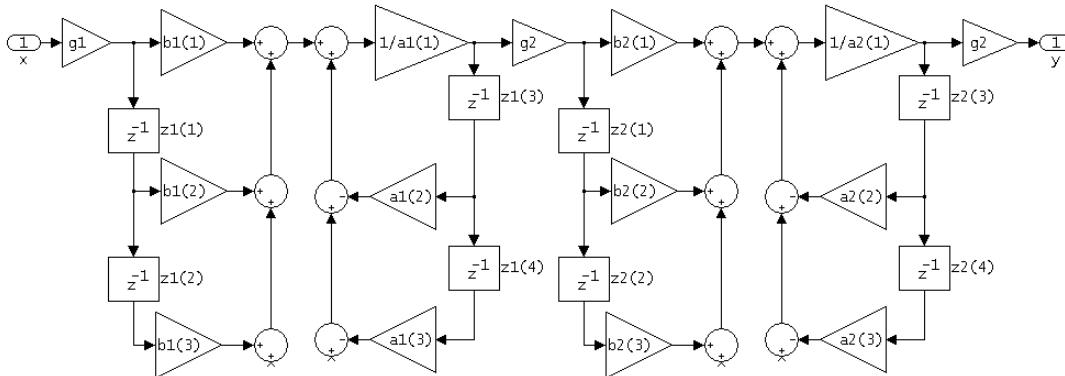 1
x
g1
b1(1)
+
+
+
+
1/a1(1)
g2
b2(1)
+
+
+
+
1/a2(1)
g2
1
y
z⁻¹
z1(1)
z⁻¹
z1(3)
z⁻¹
z2(1)
z⁻¹
z2(3)
b1(2)
+
+
-
+
a1(2)
b2(2)
+
+
-
+
a2(2)
z⁻¹
z1(2)
z⁻¹
z1(4)
z⁻¹
z2(2)
z⁻¹
z2(4)
b1(3)
+
+
-
+
a1(3)
b2(3)
+
+
-
+
a2(3)